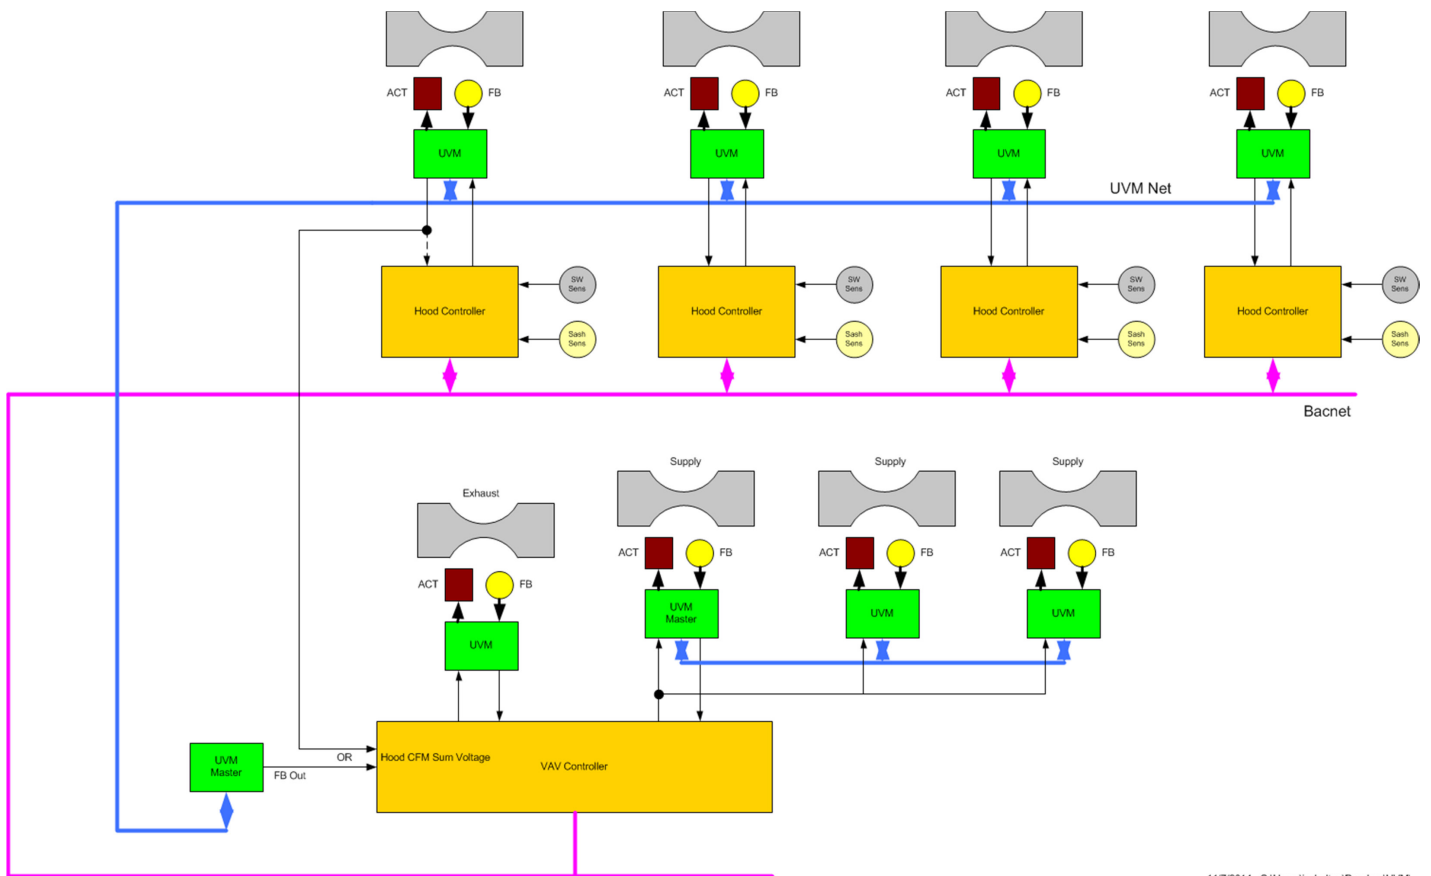 ACT FB ACT FB ACT FB ACT FB
UVM UVM UVM UVM
UVM Net
SW Sens SW Sens SW Sens SW Sens
Hood Controller Hood Controller Hood Controller Hood Controller
Sash Sens Sash Sens Sash Sens Sash Sens
Bacnet
Supply Supply Supply
Exhaust
ACT FB ACT FB ACT FB
ACT FB
UVM Master UVM UVM
UVM
OR Hood CFM Sum Voltage
UVM Master VAV Controller
FB Out